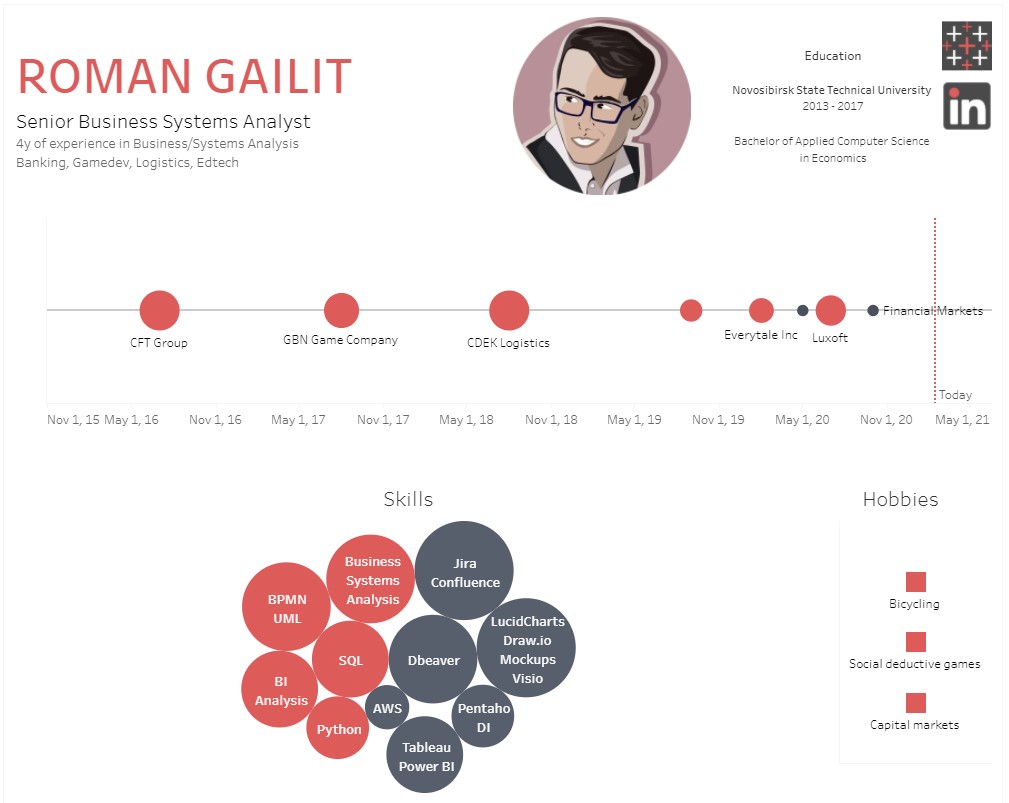 ROMAN GAILIT
Senior Business Systems Analyst
4y of experience in Business/Systems Analysis
Banking, Gamedev, Logistics, Edtech
Education
Novosibirsk State Technical University
2013 - 2017
Bachelor of Applied Computer Science
in Economics
in
CFT Group
GBN Game Company
CDEK Logistics
Everytale Inc
Luxoft
Financial Markets
Today
Nov 1, 15
May 1, 16
Nov 1, 16
May 1, 17
Nov 1, 17
May 1, 18
Nov 1, 18
May 1, 19
Nov 1, 19
May 1, 20
Nov 1, 20
May 1, 21
Skills
Business
Systems
Analysis
Jira
Confluence
BPMN
UML
LucidCharts
Draw.io
Mockups
Visio
SQL
Dbeaver
BI
Analysis
AWS
Pentaho
DI
Python
Tableau
Power BI
Hobbies
Bicycling
Social deductive games
Capital markets